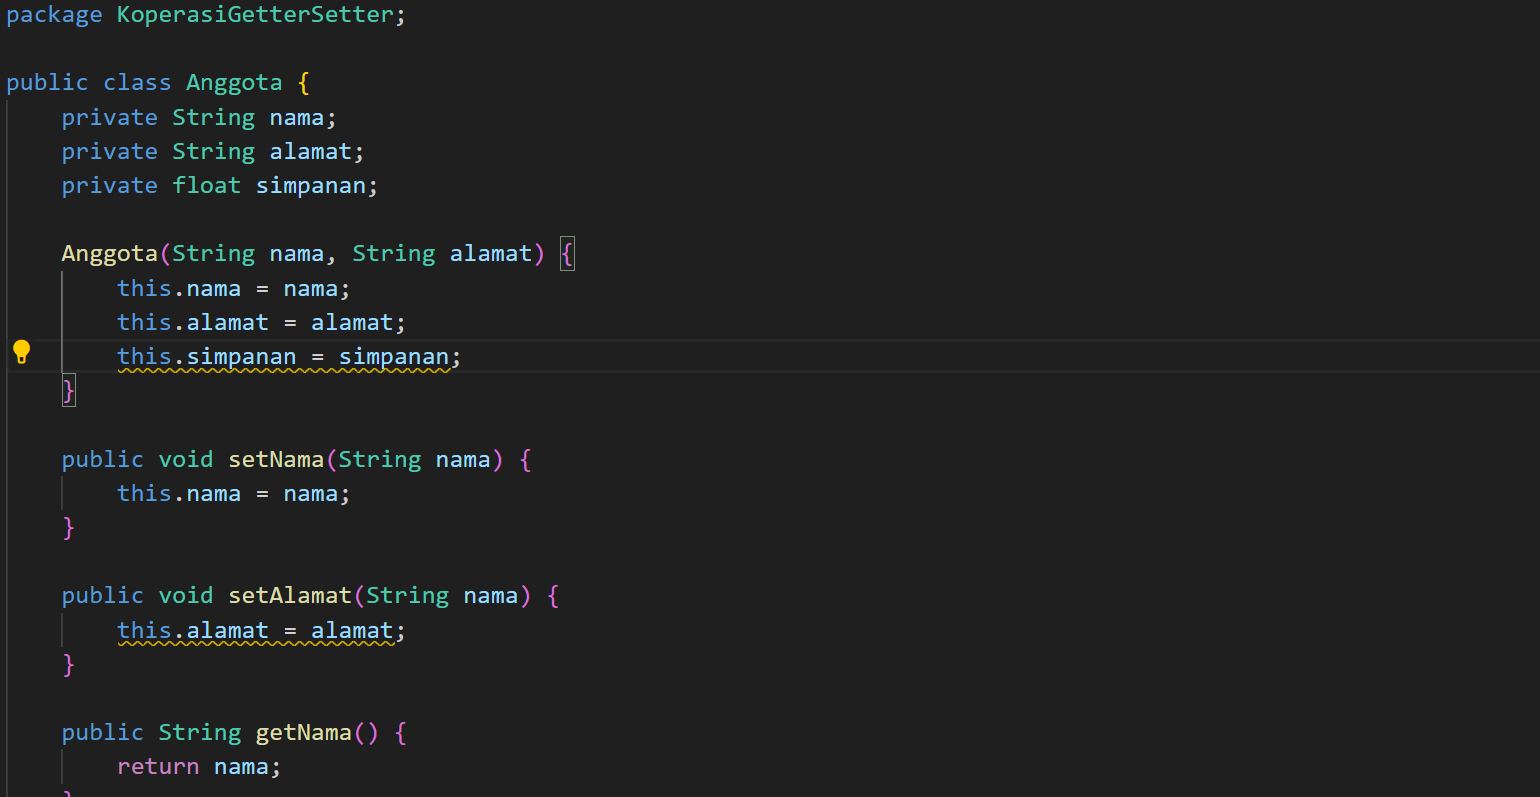 package KoperasiGetterSetter;
public class Anggota {
private String nama;
private String alamat;
private float simpanan;
Anggota(String nama, String alamat) {
this.nama = nama;
this.alamat = alamat;
this.simpanan = simpanan;
}
public void setNama(String nama) {
this.nama = nama;
}
public void setAlamat(String nama) {
this.alamat = alamat;
}
public String getNama() {
return nama;
}